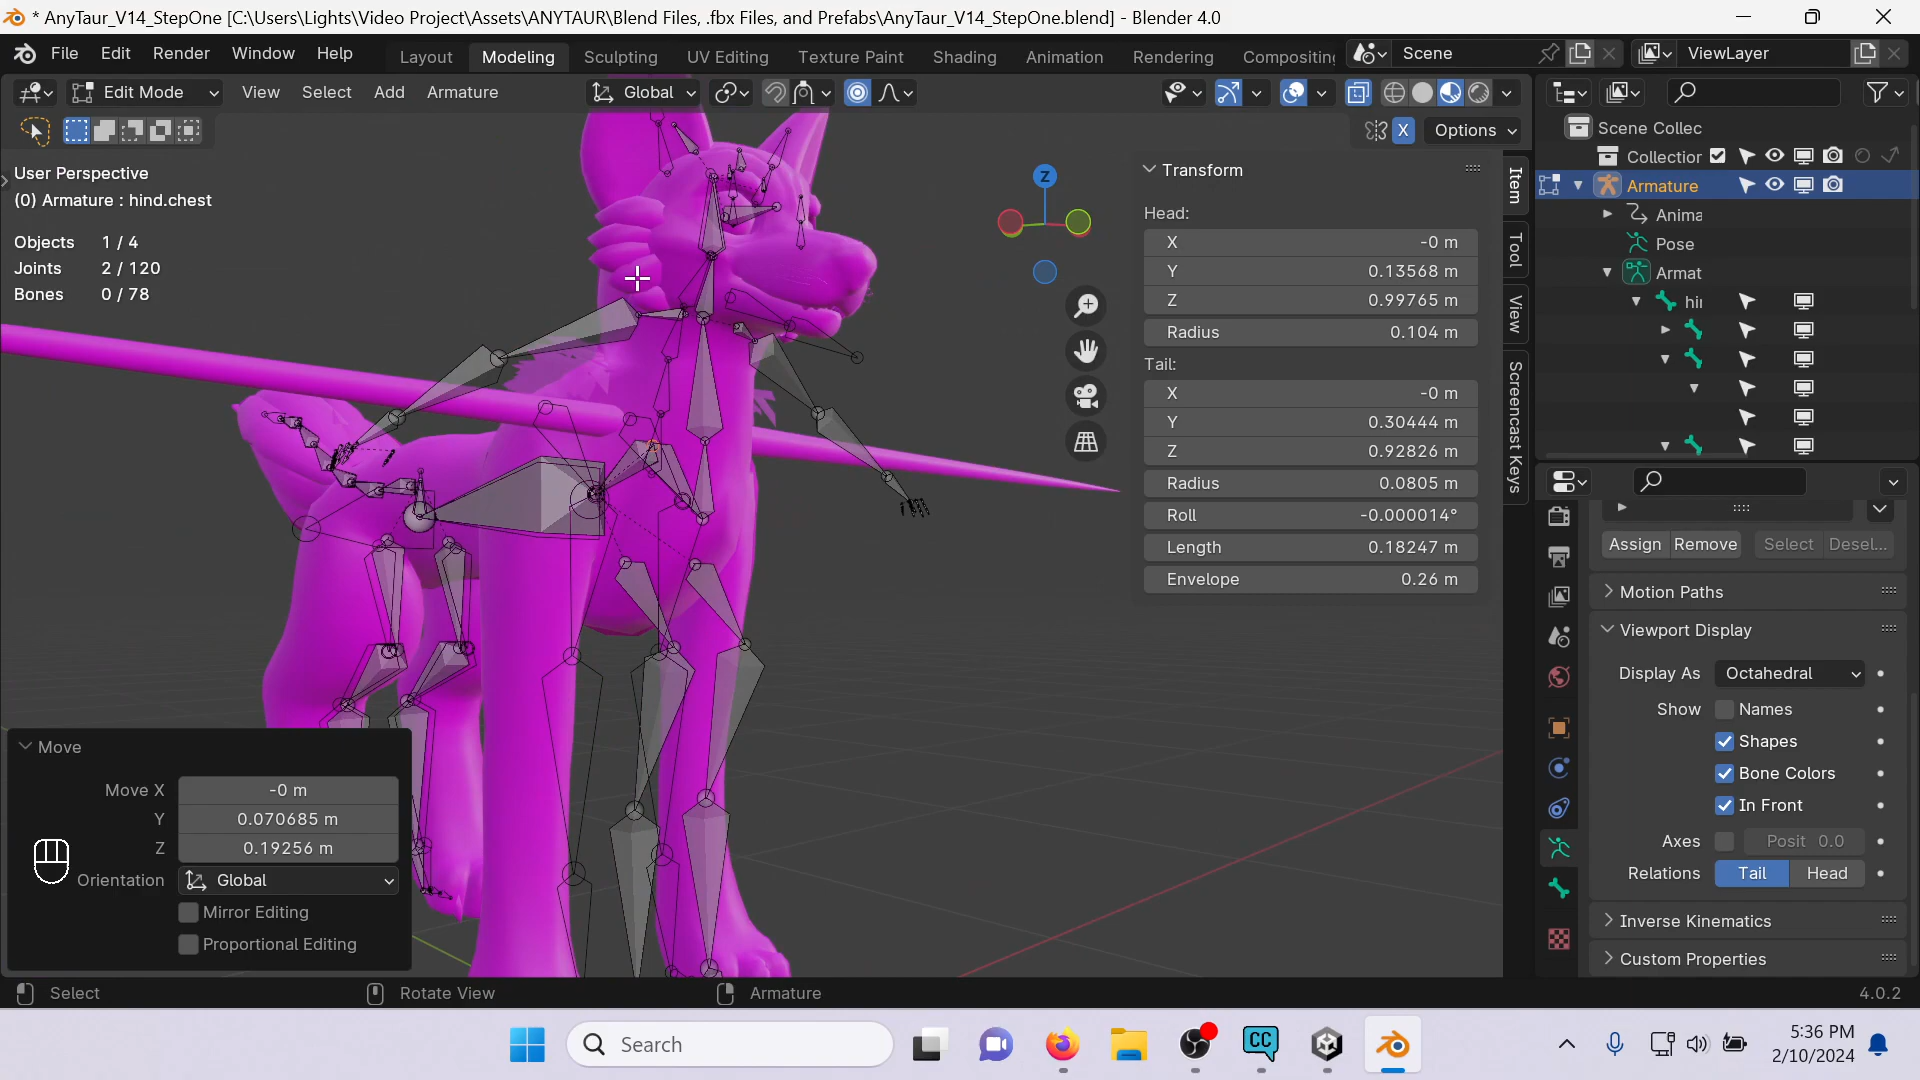 * AnyTaur_V14_StepOne [C:\Users\Lights\Video Project\Assets\ANYTAUR\Blend Files, .fbx Files, and Prefabs\AnyTaur_V14_StepOne.blend] - Blender 4.0
File Edit Render Window Help
Layout Modeling Sculpting UV Editing Texture Paint Shading Animation Rendering Compositing
Scene
ViewLayer
Edit Mode View Select Add Armature
Global
X Options
User Perspective
(0) Armature : hind.chest
Objects 1 / 4
Joints 2 / 120
Bones 0 / 78
Z
Transform
Head:
X -0 m
Y 0.13568 m
Z 0.99765 m
Radius 0.104 m
Tail:
X -0 m
Y 0.30444 m
Z 0.92826 m
Radius 0.0805 m
Roll -0.000014°
Length 0.18247 m
Envelope 0.26 m
Item
Tool
View
Screencast Keys
Scene Collec
Collectior
Armature
Anima
Pose
Armat
hir
Assign Remove Select Desel...
Motion Paths
Viewport Display
Display As Octahedral
Show Names
Shapes
Bone Colors
In Front
Axes Posit 0.0
Relations Tail Head
Inverse Kinematics
Custom Properties
Move
Move X -0 m
Y 0.070685 m
Z 0.19256 m
Orientation Global
Mirror Editing
Proportional Editing
Select Rotate View Armature 4.0.2
Search
CC
5:36 PM
2/10/2024